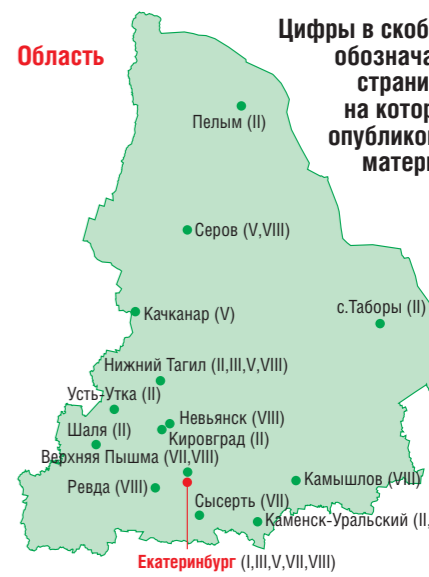 Цифры в скоб
Область
обознача
страни
на котор
опубликов
матери
Пелым (II)
Серов (V,VIII)
с.Таборы (II)
Качканар (V)
Нижний Тагил (II,III,V,VIII)
Усть-Утка (II)
Невьянск (VIII)
Шаля (II)
Кировград (II)
Верхняя Пышма (VII,VIII)
Камышлов (VIII)
Ревда (VIII)
Сысерть (VII)
Каменск-Уральский (II,
Екатеринбург (I,III,V,VII,VIII)